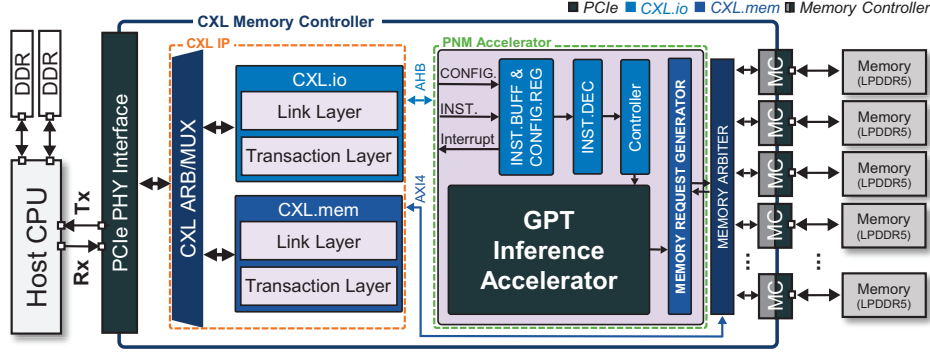 PCIe CXL.io CXL.mem Memory Controller
CXL Memory Controller
DDR
DDR
Host CPU
Tx
Rx
PCIe PHY Interface
CXL IP
CXL ARB/MUX
CXL.io
Link Layer
Transaction Layer
CXL.mem
Link Layer
Transaction Layer
AHB
AXI4
PNM Accelerator
CONFIG.
INST.
Interrupt
INST.BUFF &
CONFIG.REG
INST.DEC
Controller
GPT
Inference
Accelerator
MEMORY REQUEST GENERATOR
MEMORY ARBITER
MC
Memory
(LPDDR5)
MC
Memory
(LPDDR5)
MC
Memory
(LPDDR5)
MC
Memory
(LPDDR5)
...
...
MC
Memory
(LPDDR5)